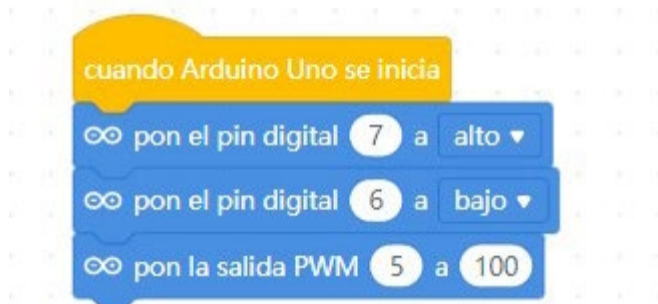 cuando Arduino Uno se inicia
pon el pin digital 7 a alto
pon el pin digital 6 a bajo
pon la salida PWM 5 a 100